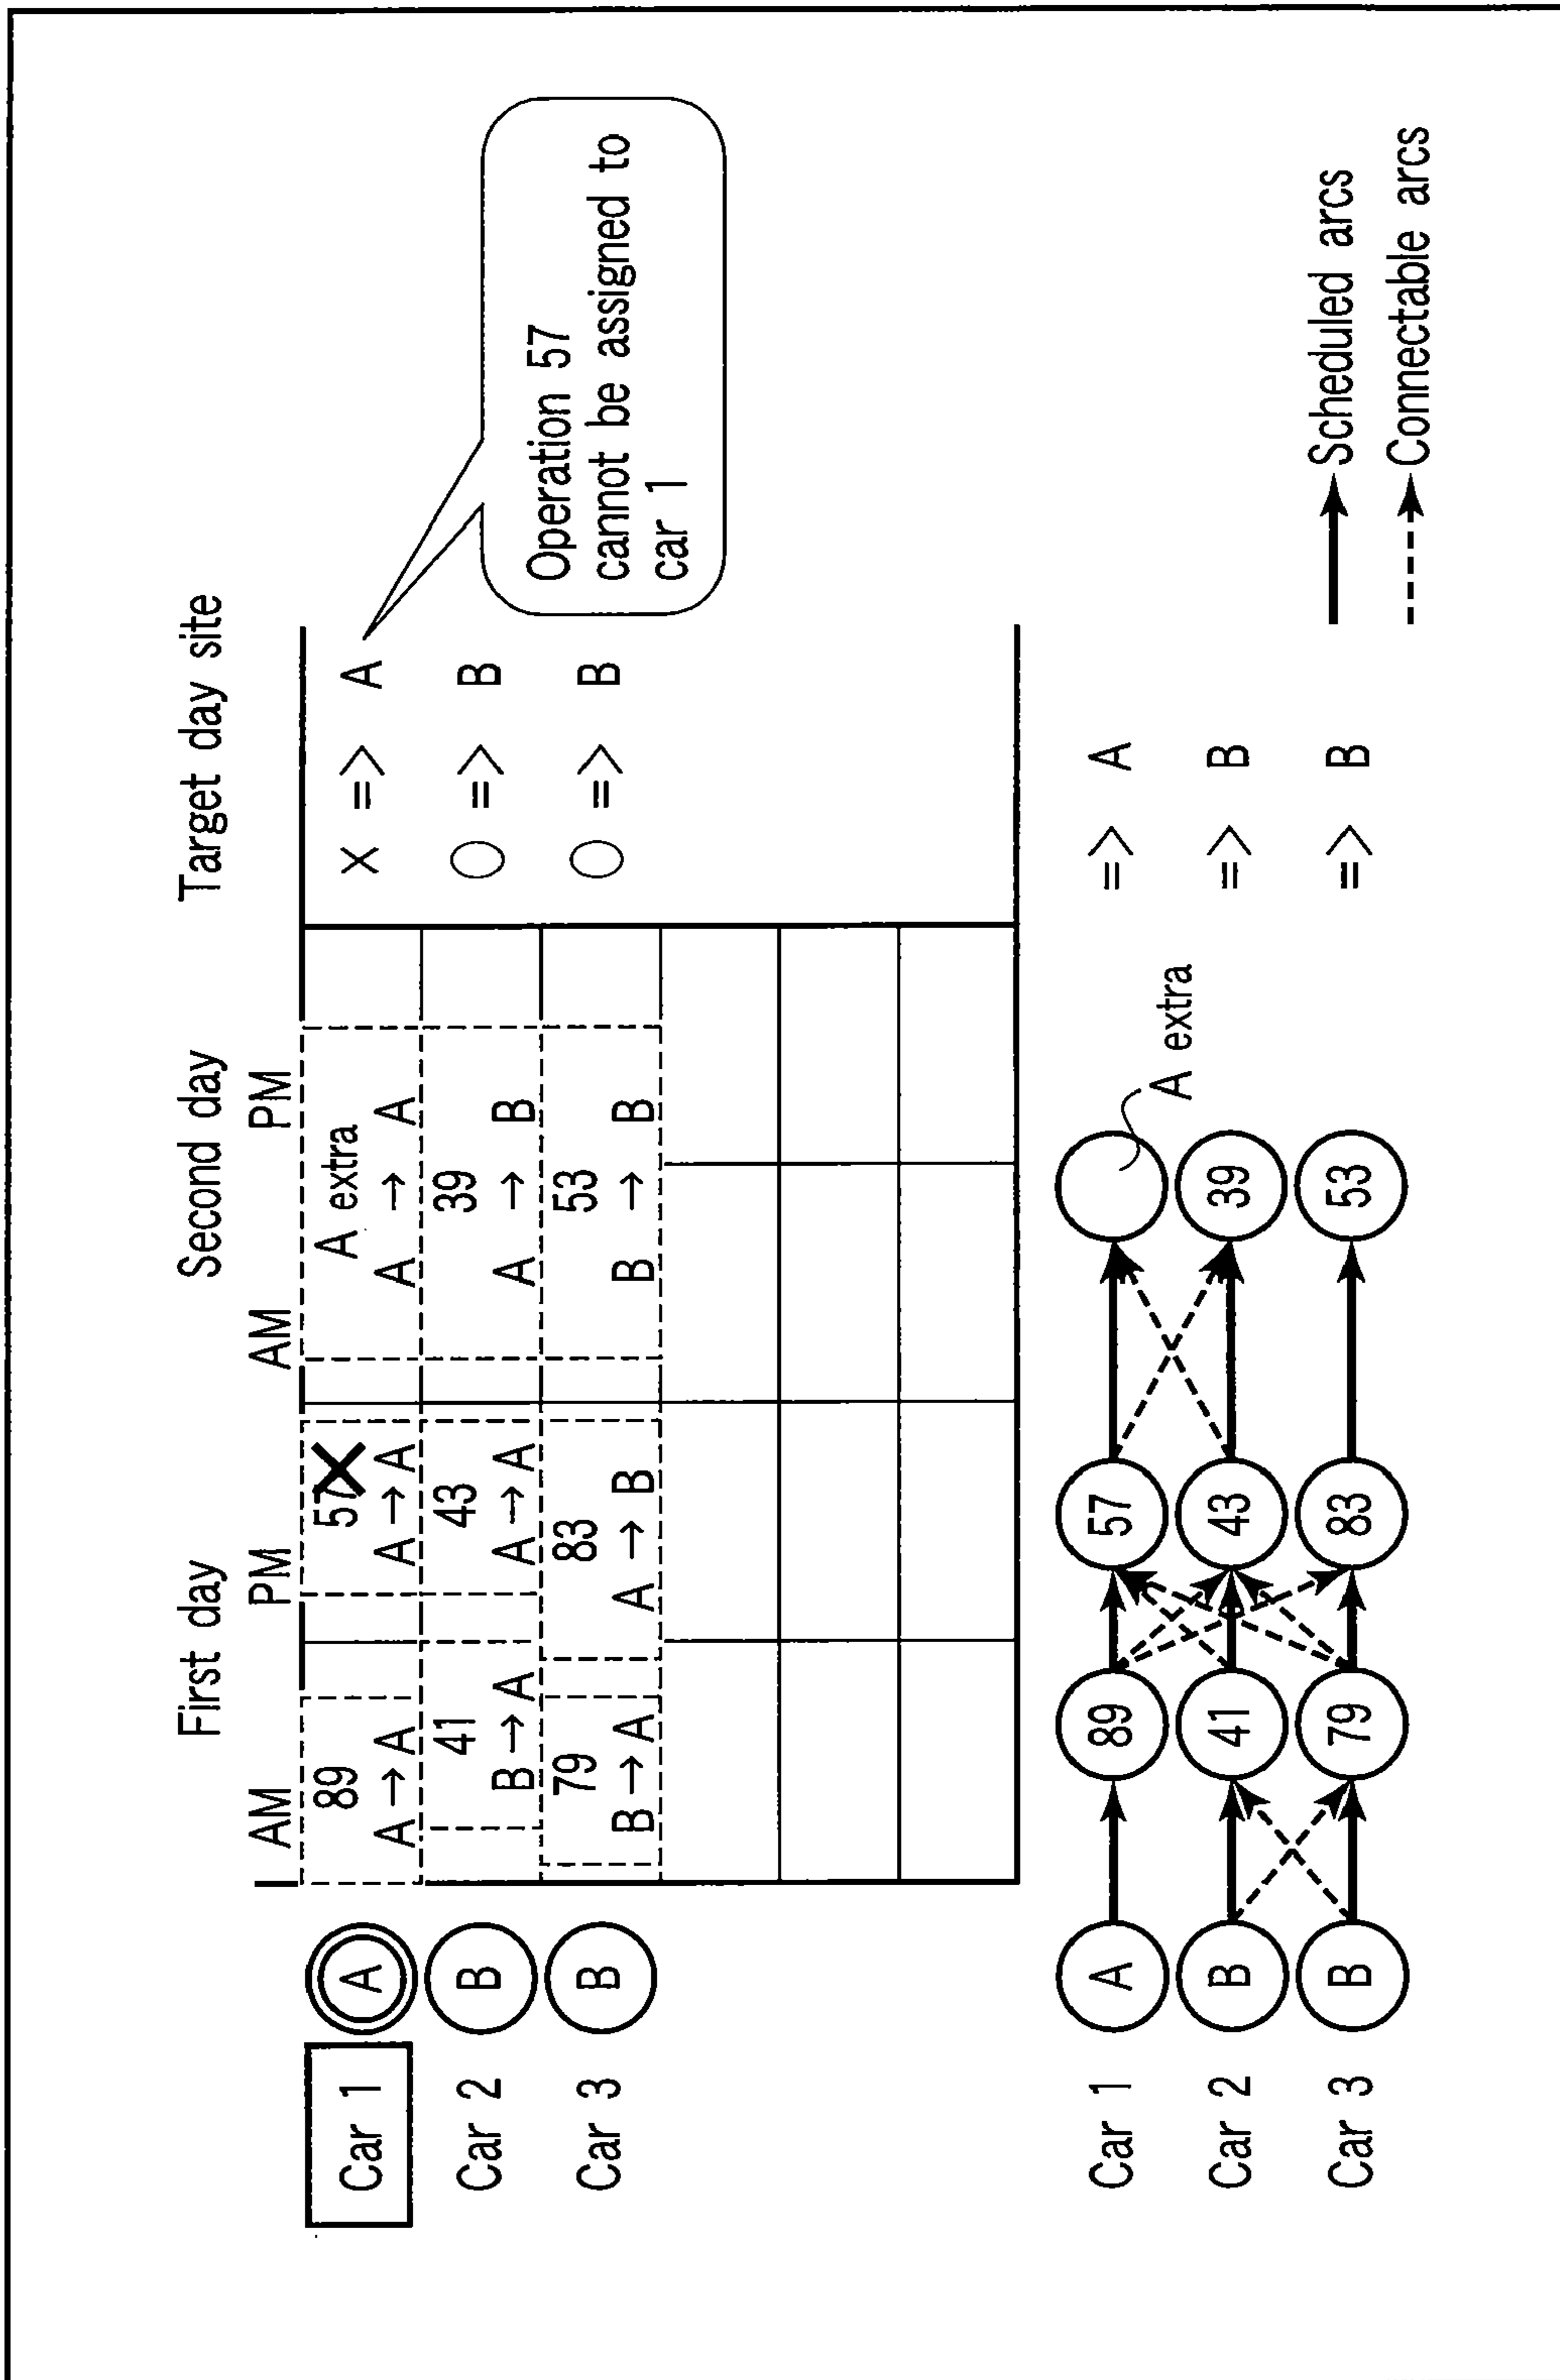 First day Second day Target day site
AM PM AM PM
Car 1 A 89 57 A extra X => A
A → A A → A A → A
Car 2 B 41 43 39 ○ => B
B → A A → A A → B
Car 3 B 79 83 53 ○ => B
B → A A → B B → B
Operation 57
cannot be assigned to
car 1
Car 1 A 89 57 => A
A extra
Car 2 B 41 43 39 => B
Car 3 B 79 83 53 => B
Scheduled arcs
Connectable arcs